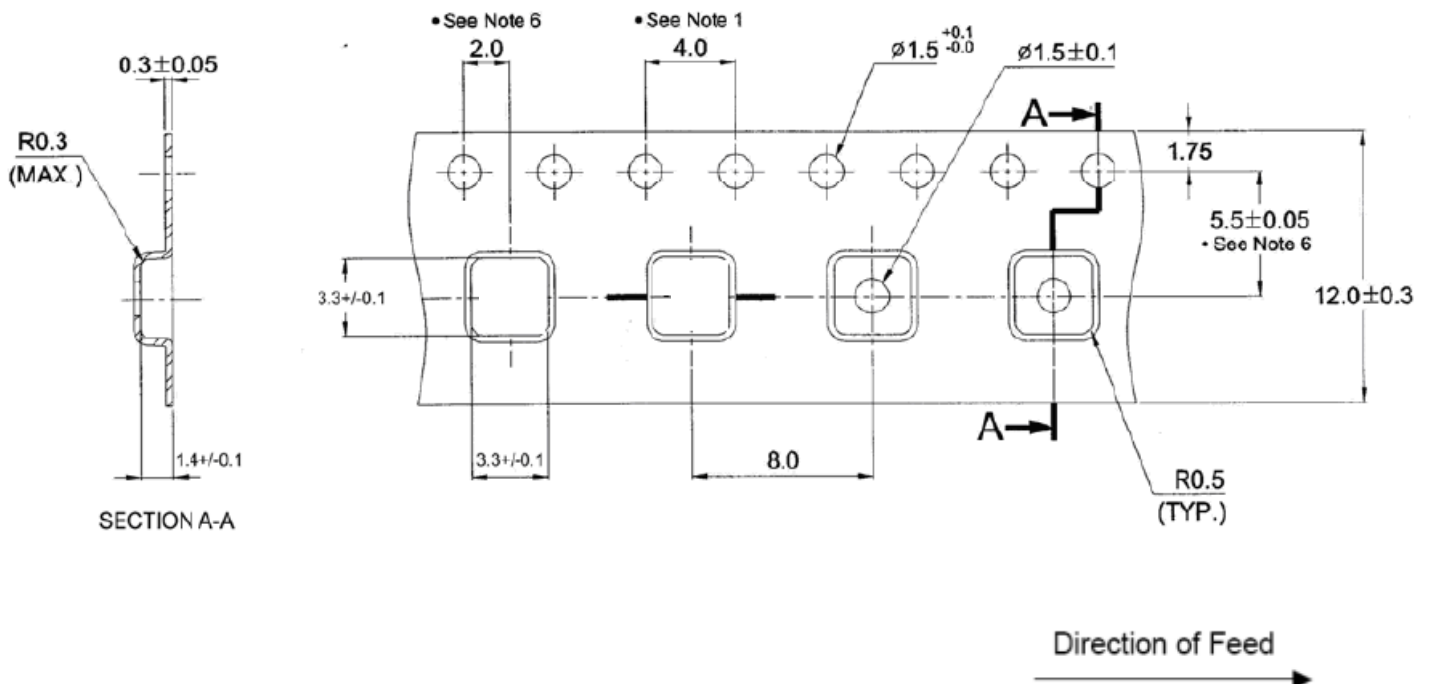 • See Note 6
• See Note 1
2.0
4.0
ø1.5 +0.1 -0.0
ø1.5±0.1
0.3±0.05
A
R0.3
(MAX.)
1.75
5.5±0.05
• See Note 6
3.3+/-0.1
12.0±0.3
A
1.4+/-0.1
3.3+/-0.1
8.0
R0.5
(TYP.)
SECTION A-A
Direction of Feed